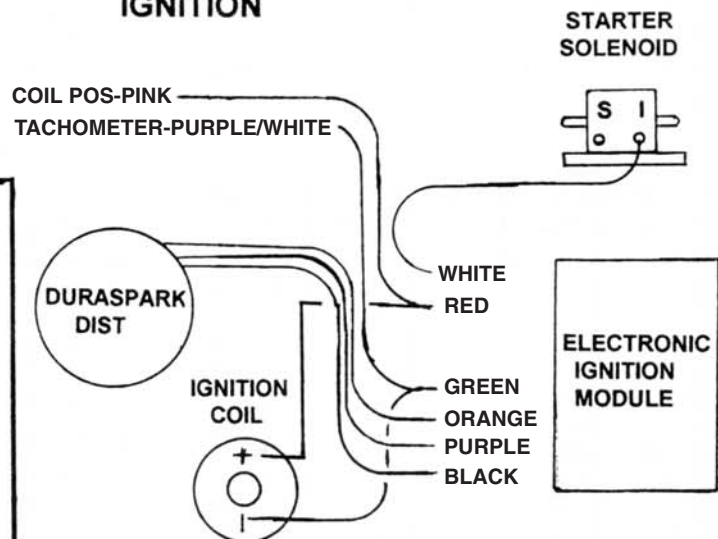 IGNITION
STARTER
SOLENOID
COIL POS-PINK
TACHOMETER-PURPLE/WHITE
S I
WHITE
RED
DURASPARK
DIST
ELECTRONIC
IGNITION
MODULE
IGNITION
COIL
GREEN
ORANGE
PURPLE
BLACK
+
-